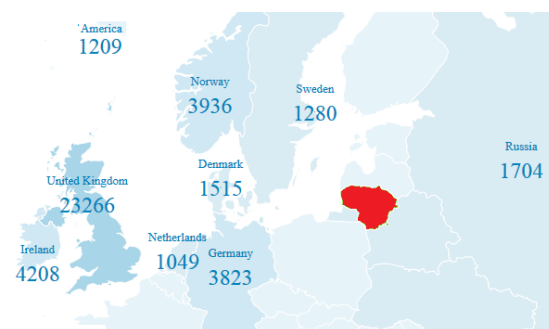 America
1209
Norway
3936
Sweden
1280
Russia
1704
Denmark
1515
United Kingdom
23266
Ireland
4208
Netherlands
1049
Germany
3823